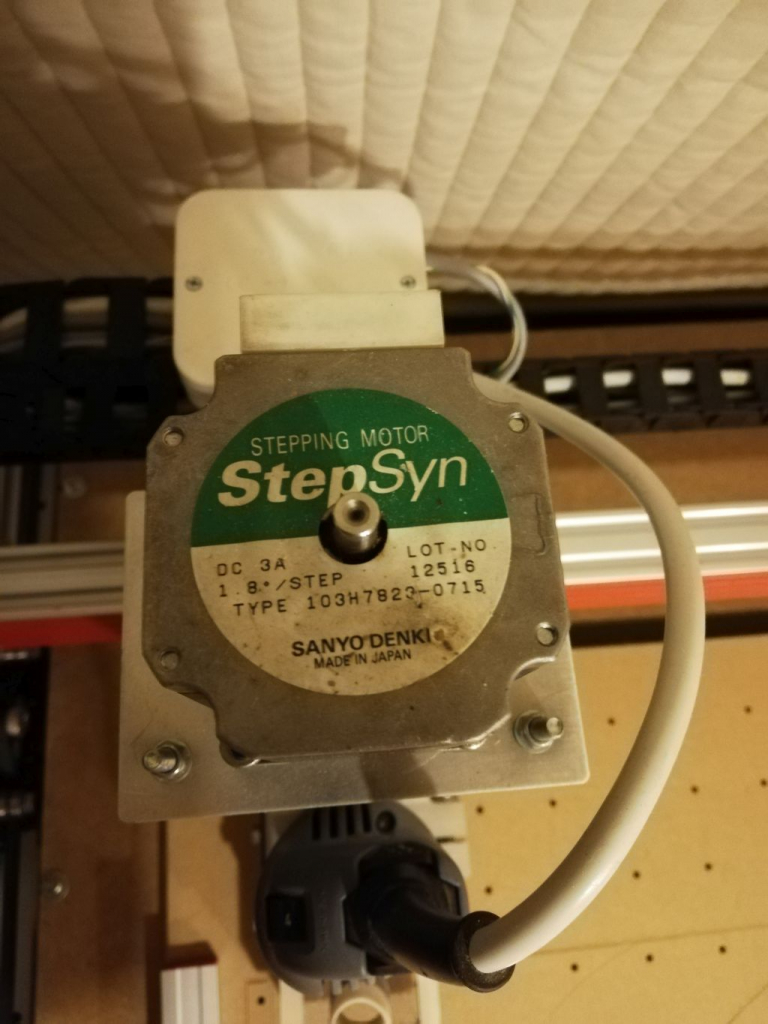 STEPPING MOTOR
StepSyn
DC 3A
LOT-NO
1.8°/STEP
12516
TYPE 103H7823-0715
SANYO DENKI
MADE IN JAPAN